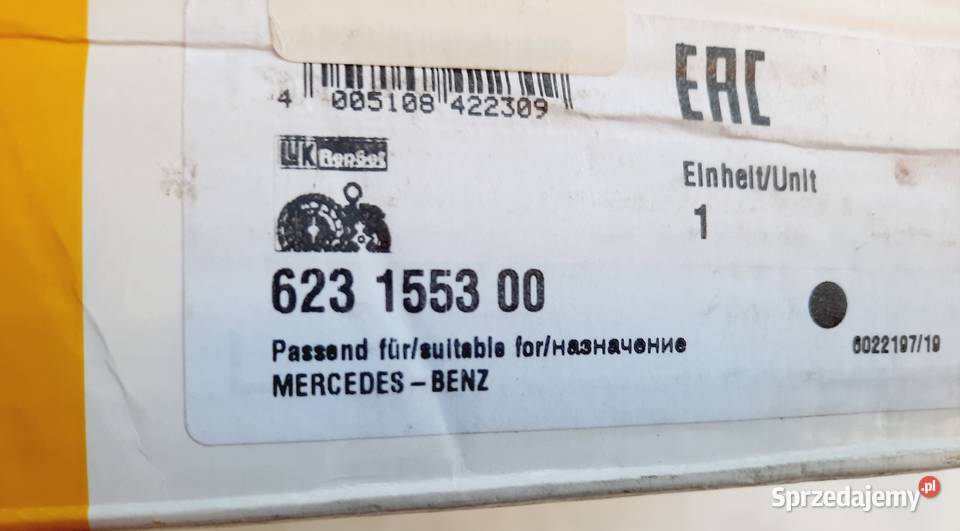 4 005108 422309
EAC
LuK RepSet
Einheit/Unit
1
623 1553 00
Passend für/suitable for/назначение
MERCEDES-BENZ
6022197/19
Sprzedajemy.pl